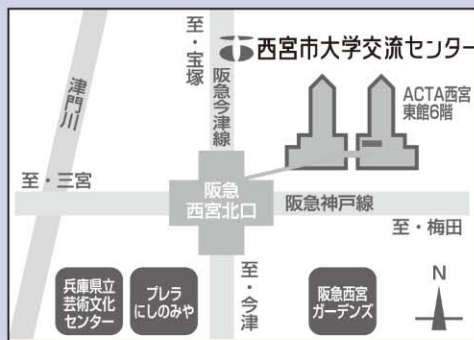 至・宝塚
西宮市大学交流センター
阪急今津線
津門川
ACTA西宮
東館6階
至・三宮
阪急
西宮北口
阪急神戸線
至・梅田
兵庫県立
芸術文化
センター
プレラ
にしのみや
至・今津
阪急西宮
ガーデンズ
N